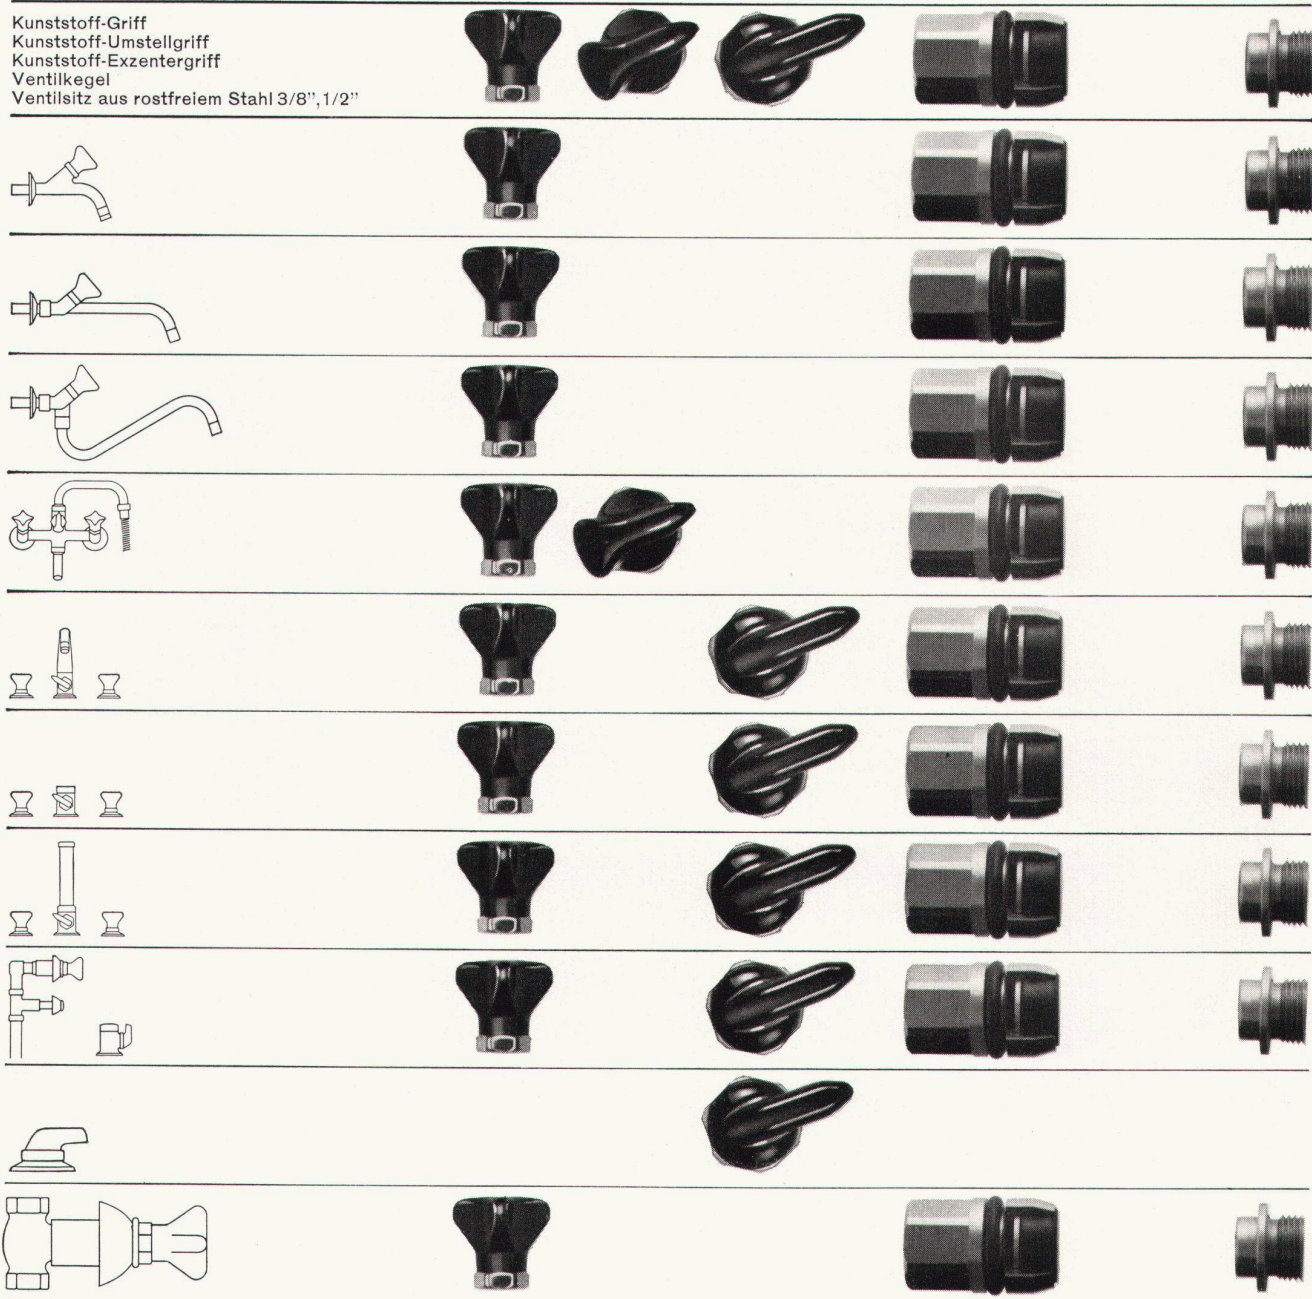 Kunststoff-Griff
Kunststoff-Umstellgriff
Kunststoff-Exzentergriff
Ventilkegel
Ventilsitz aus rostfreiem Stahl 3/8”,1/2”